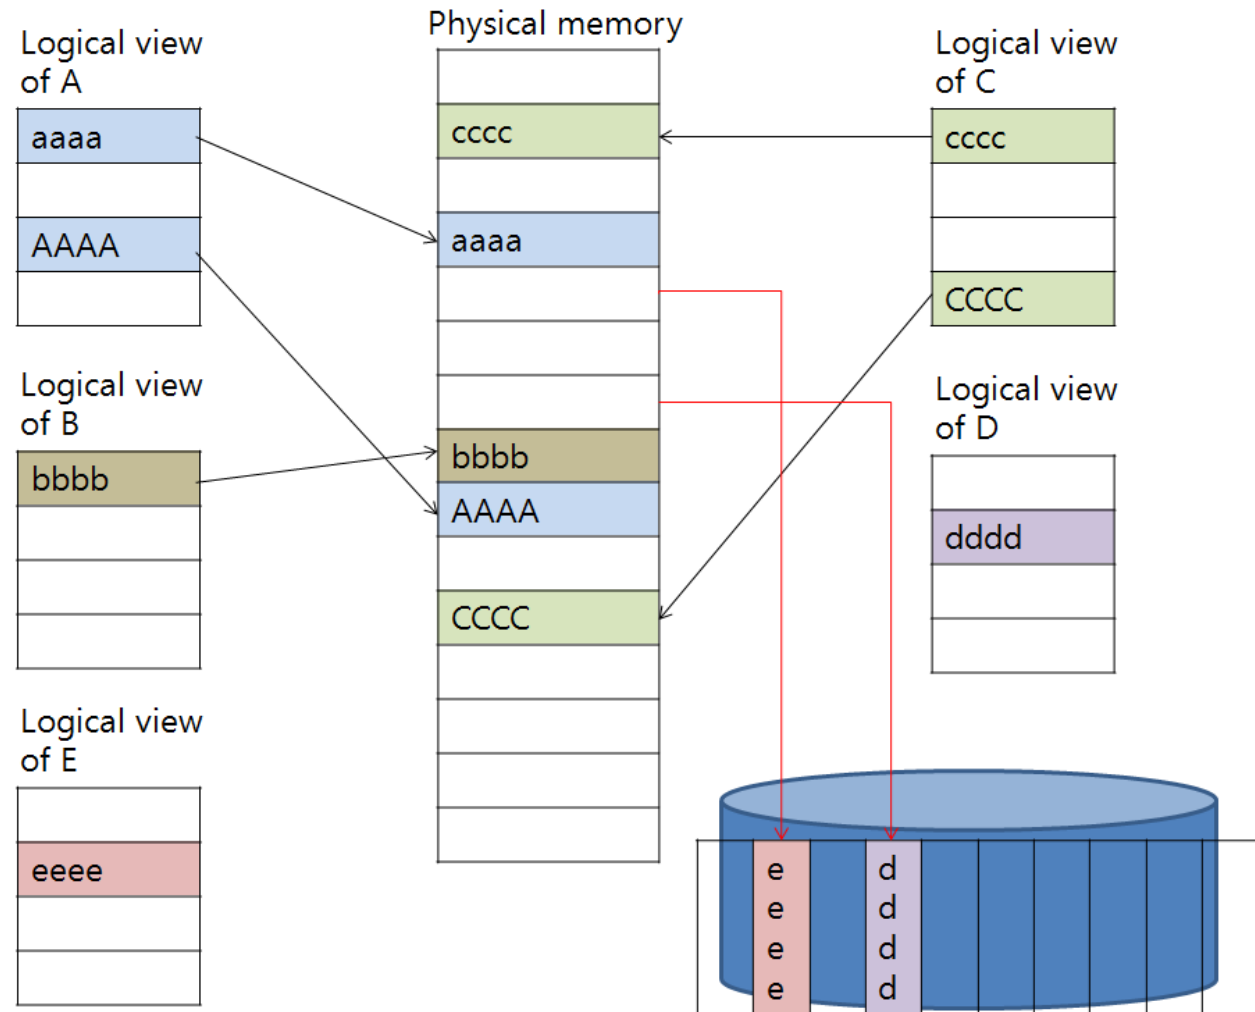 Logical view
of A
aaaa
AAAA
Logical view
of B
bbbb
Logical view
of E
eeee
Physical memory
cccc
aaaa
bbbb
AAAA
CCCC
Logical view
of C
cccc
CCCC
Logical view
of D
dddd
e d
e d
e d
e d